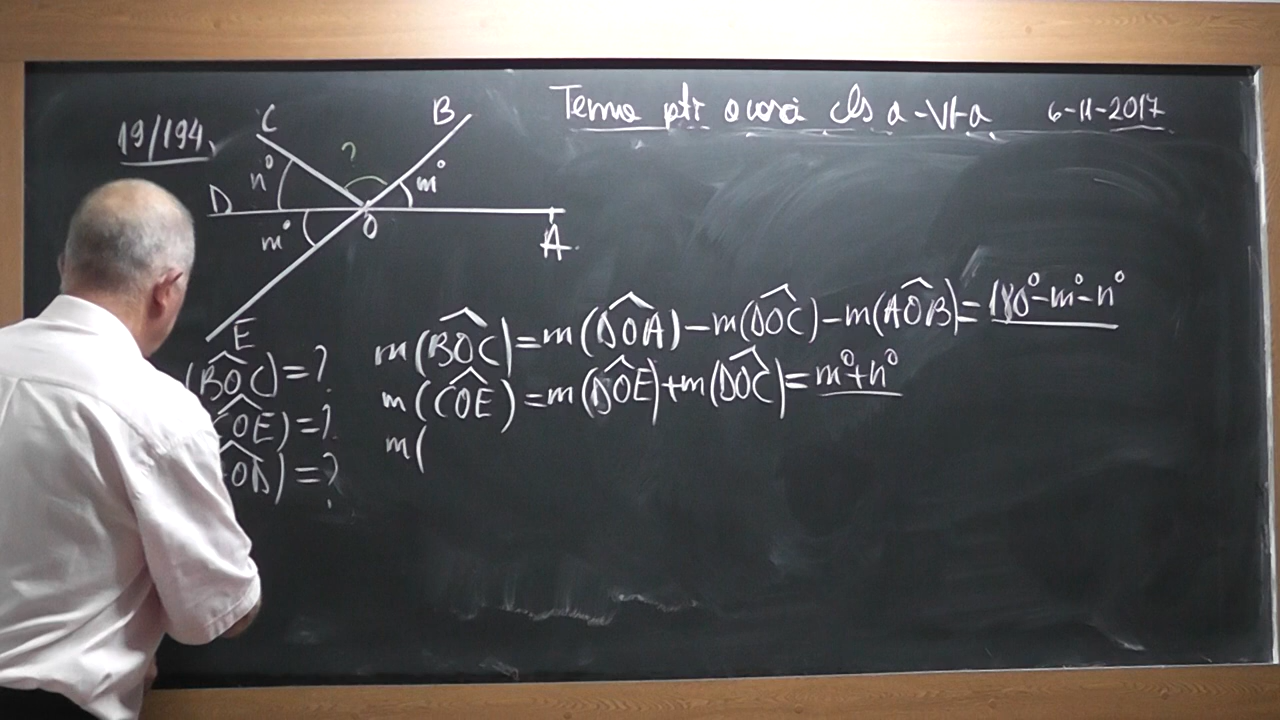 19/194.
Tema ptr acasă cls a-VI-a 6-11-2017
C
B
?
n°
m°
D
O
A
m°
E
m(BOC)=m(DOA)-m(DOC)-m(AOB)=180°-m°-n°
(BOC)=?
m(COE)=m(DOE)+m(DOC)=m°+n°
OE)=?
m(
)=?